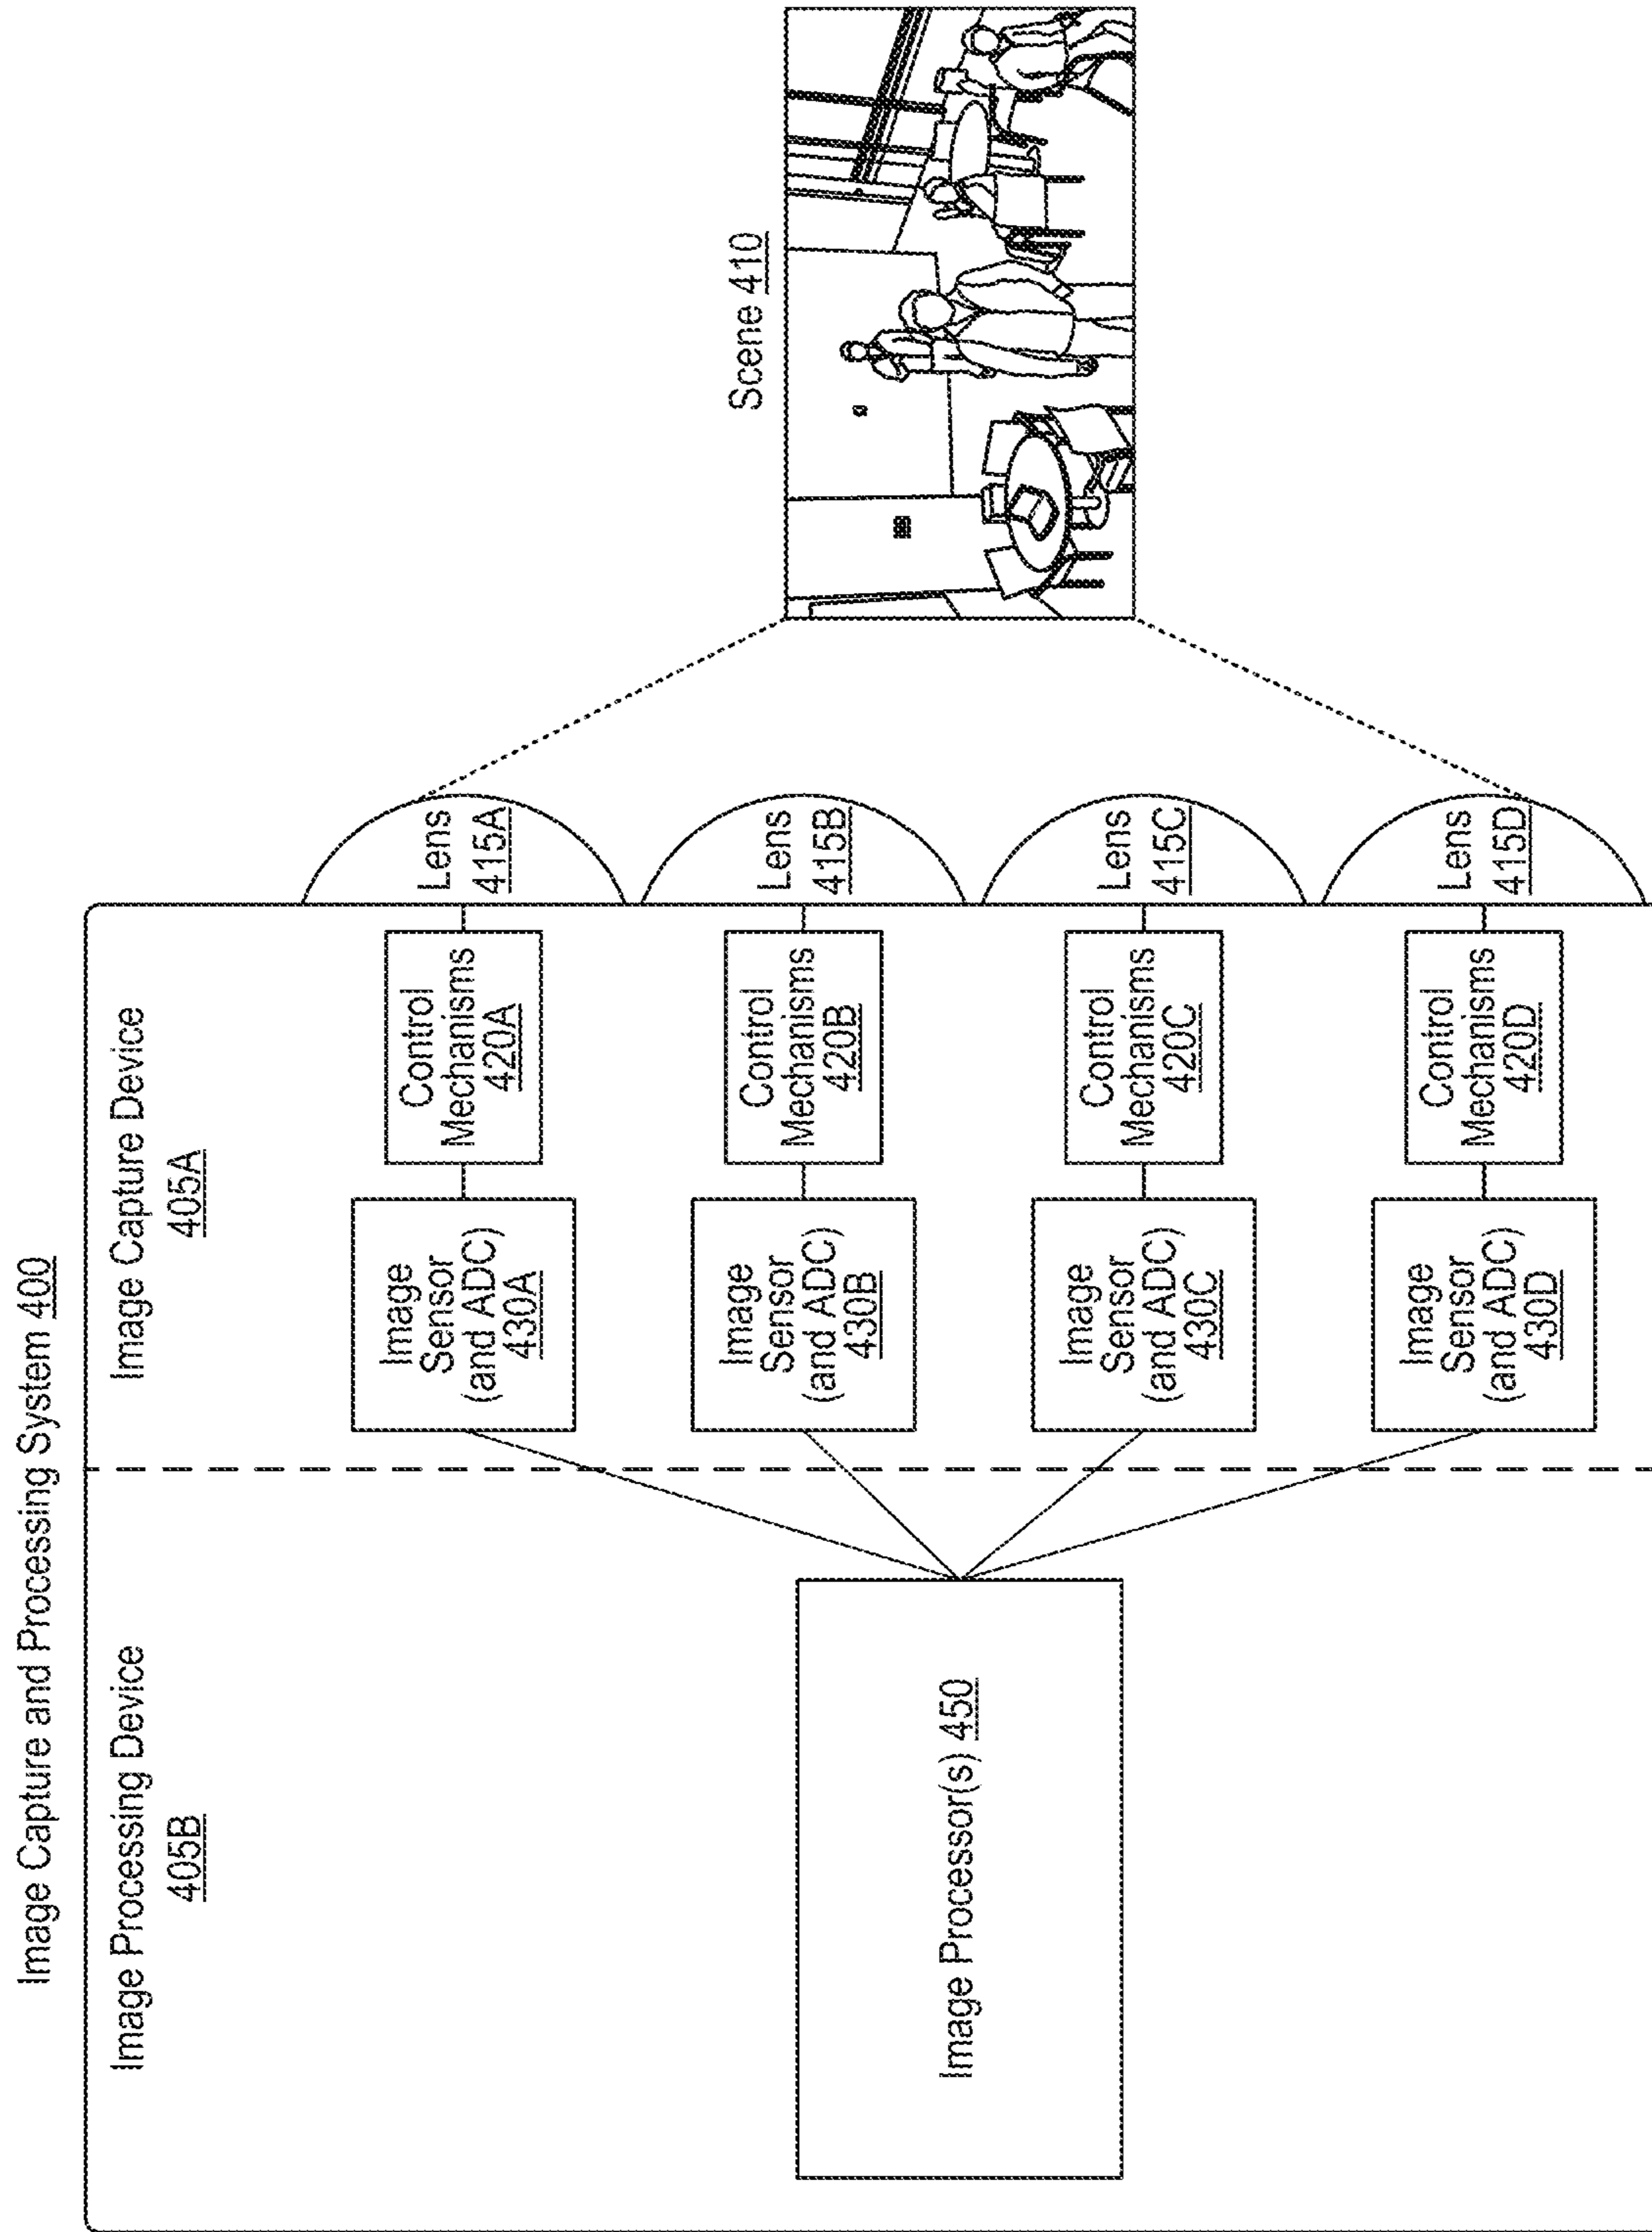 Image Capture and Processing System 400
Image Processing Device
405B
Image Capture Device
405A
Image Processor(s) 450
Image
Sensor
(and ADC)
430A
Control
Mechanisms
420A
Lens
415A
Image
Sensor
(and ADC)
430B
Control
Mechanisms
420B
Lens
415B
Image
Sensor
(and ADC)
430C
Control
Mechanisms
420C
Lens
415C
Image
Sensor
(and ADC)
430D
Control
Mechanisms
420D
Lens
415D
Scene 410